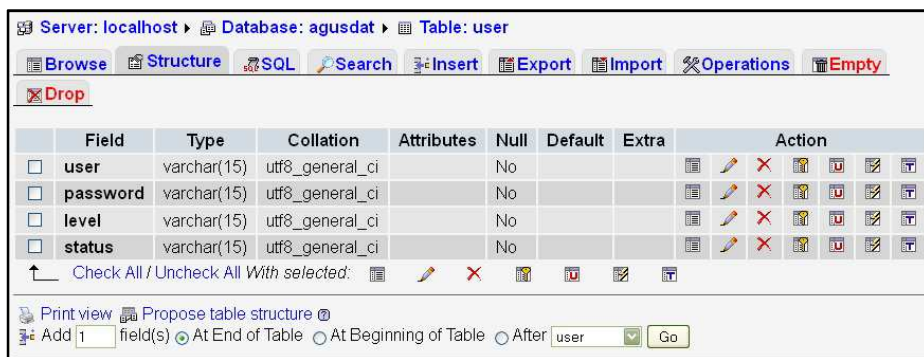 Server: localhost ▸ Database: agusdat ▸ Table: user
Browse Structure SQL Search Insert Export Import Operations Empty
Drop
Field Type Collation Attributes Null Default Extra Action
user varchar(15) utf8_general_ci No
password varchar(15) utf8_general_ci No
level varchar(15) utf8_general_ci No
status varchar(15) utf8_general_ci No
Check All / Uncheck All With selected:
Print view Propose table structure
Add 1 field(s) At End of Table At Beginning of Table After user Go